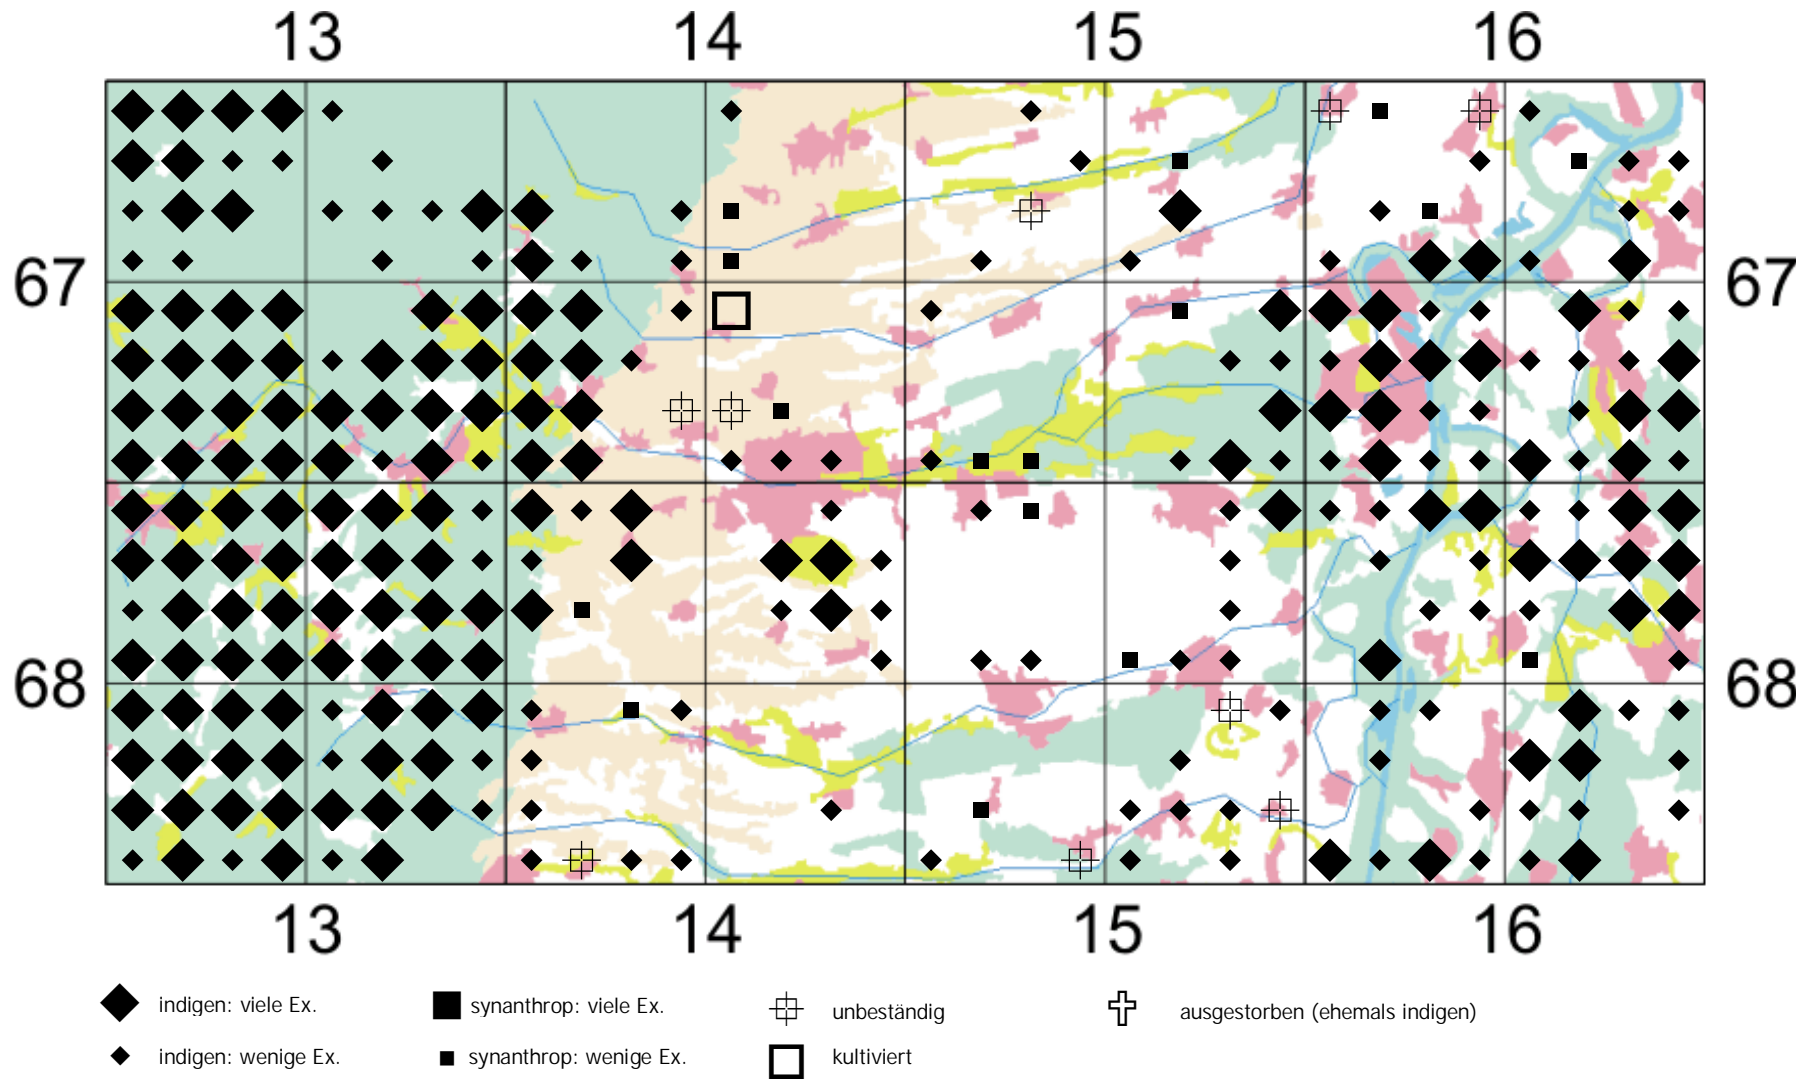 13 14 15 16
67 67
68 68
13 14 15 16
indigen: viele Ex. synanthrop: viele Ex. unbeständig ausgestorben (ehemals indigen)
indigen: wenige Ex. synanthrop: wenige Ex. kultiviert